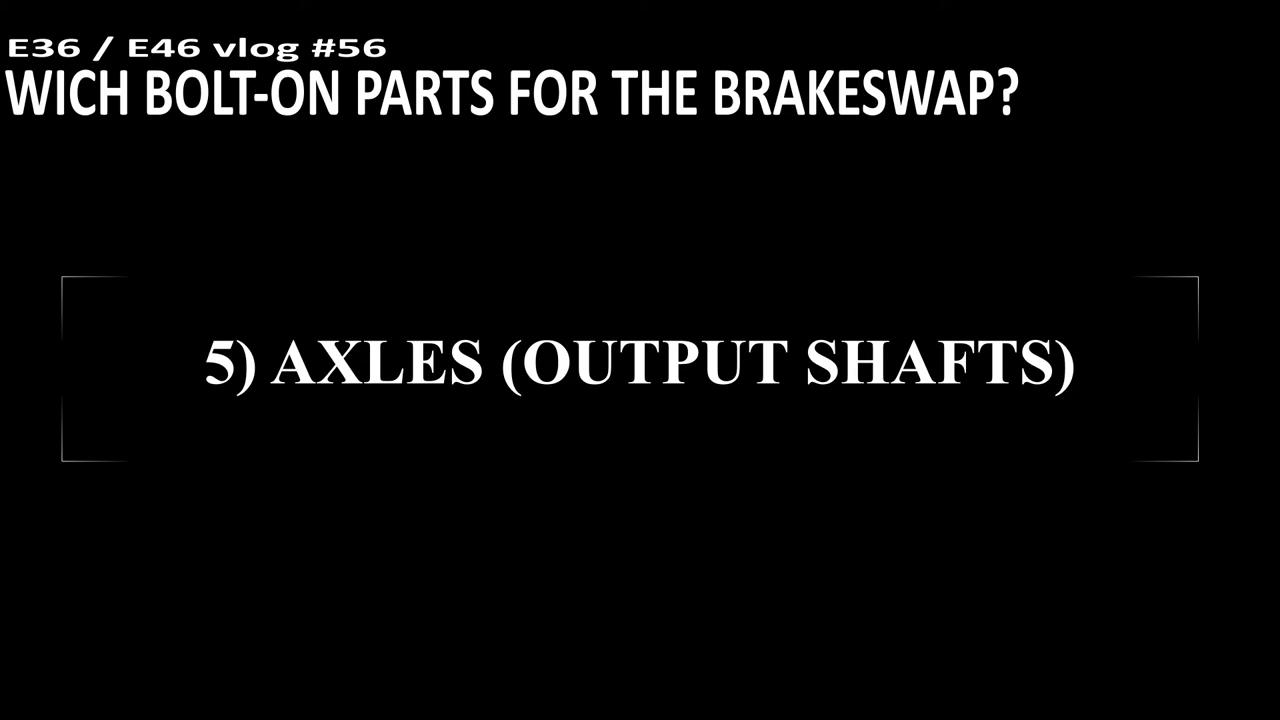 E36 / E46 vlog #56
WICH BOLT-ON PARTS FOR THE BRAKESWAP?
5) AXLES (OUTPUT SHAFTS)